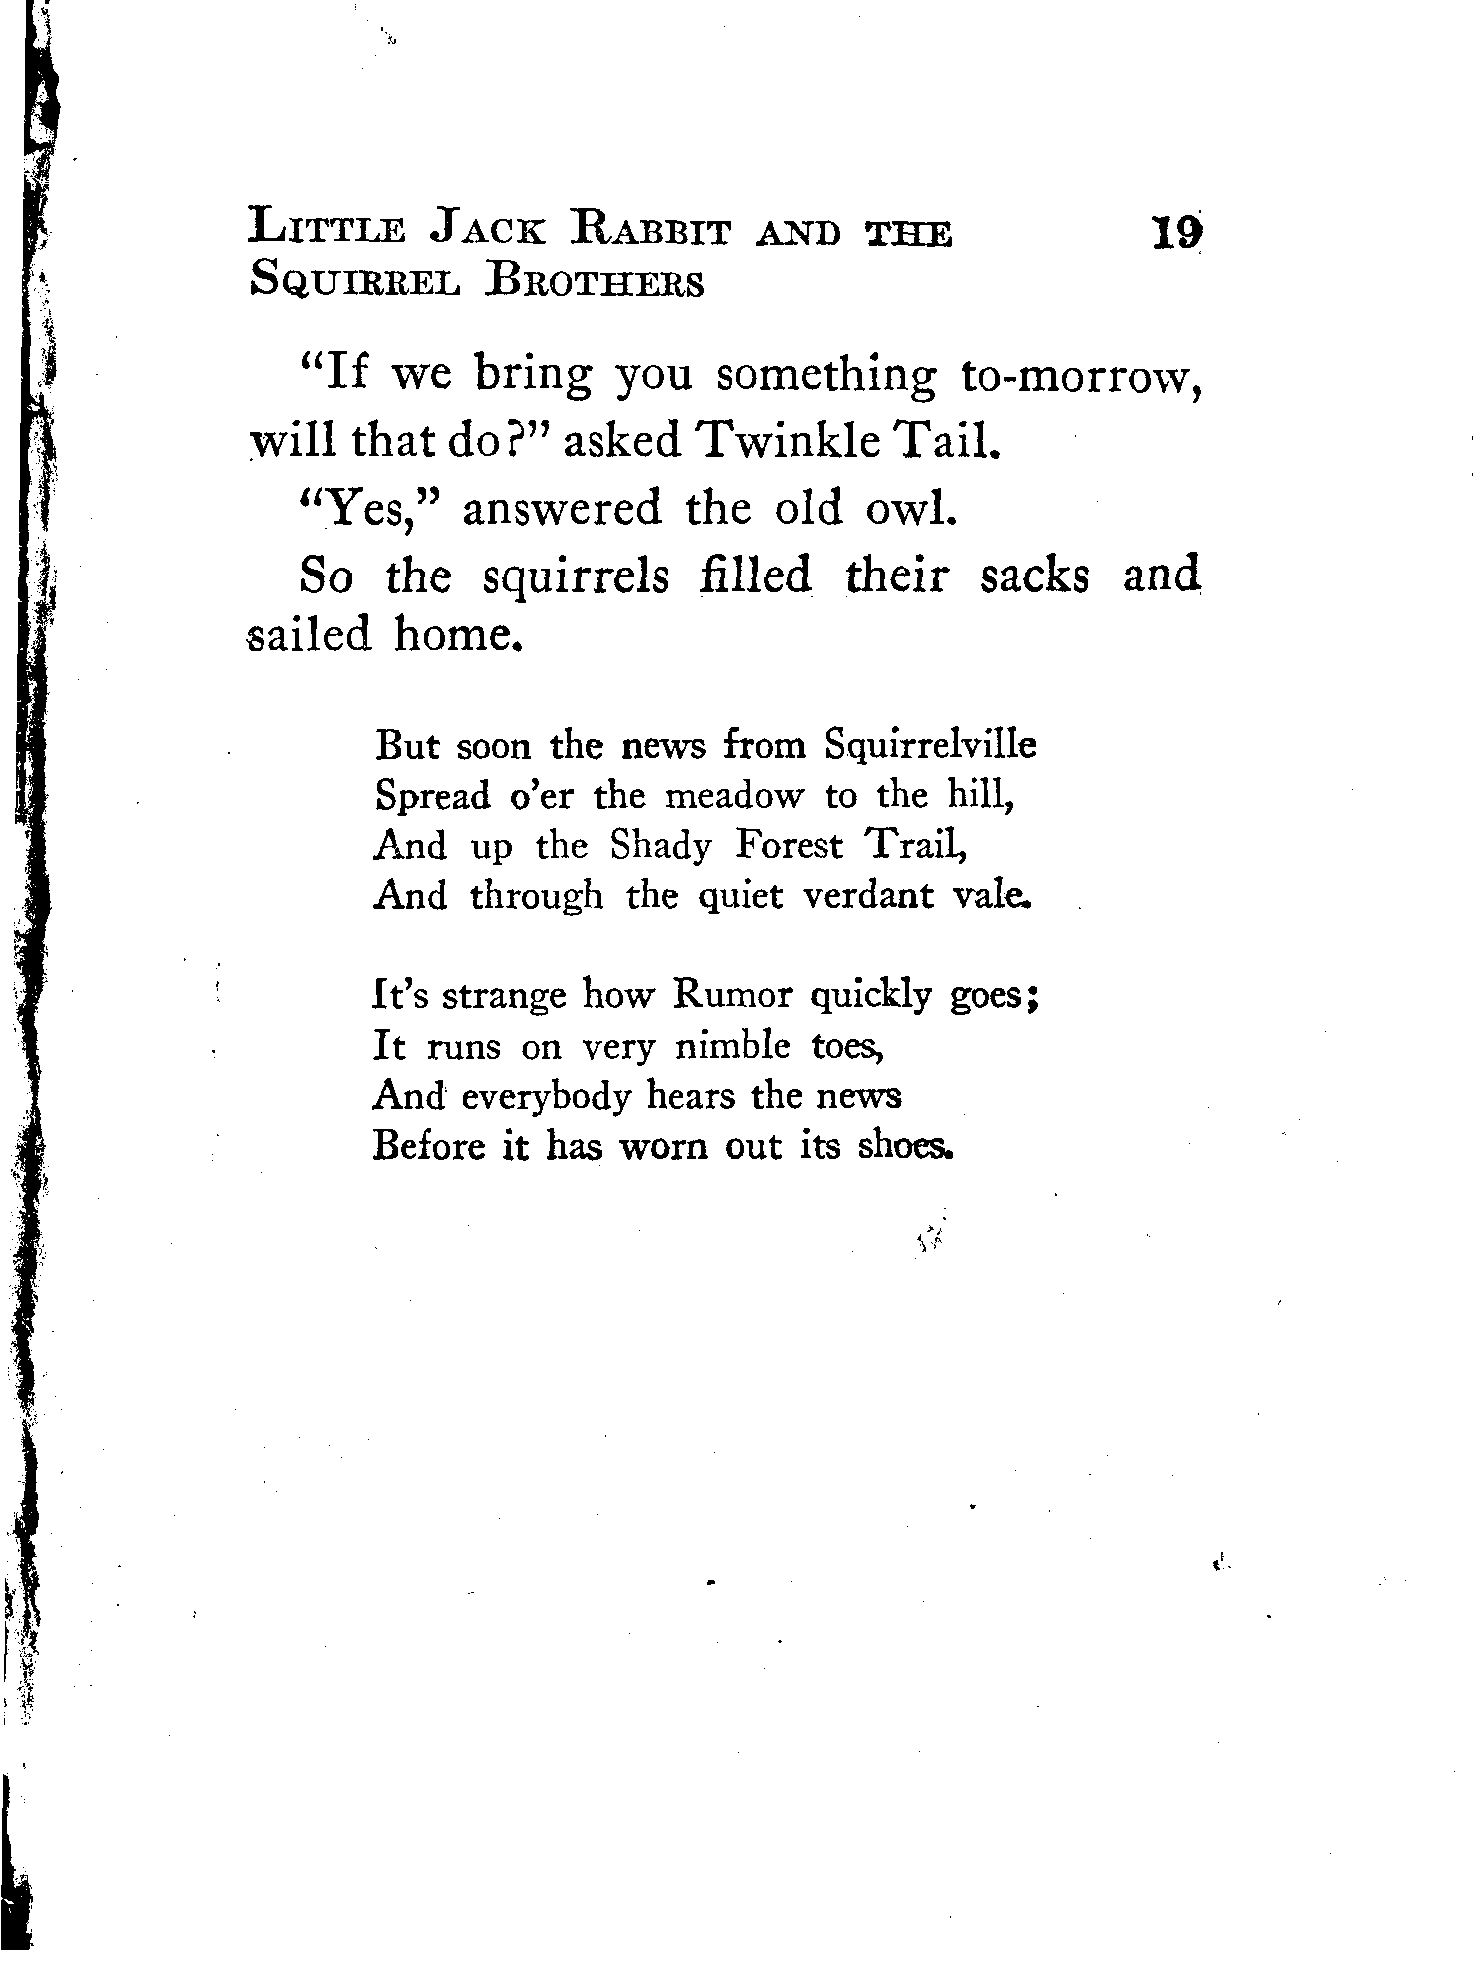 Little Jack Rabbit and the 19
Squirrel Brothers
"If we bring you something to-morrow,
will that do?" asked Twinkle Tail.
"Yes," answered the old owl.
So the squirrels filled their sacks and
sailed home.
But soon the news from Squirrelville
Spread o'er the meadow to the hill,
And up the Shady Forest Trail,
And through the quiet verdant vale.
It's strange how Rumor quickly goes;
It runs on very nimble toes,
And everybody hears the news
Before it has worn out its shoes.